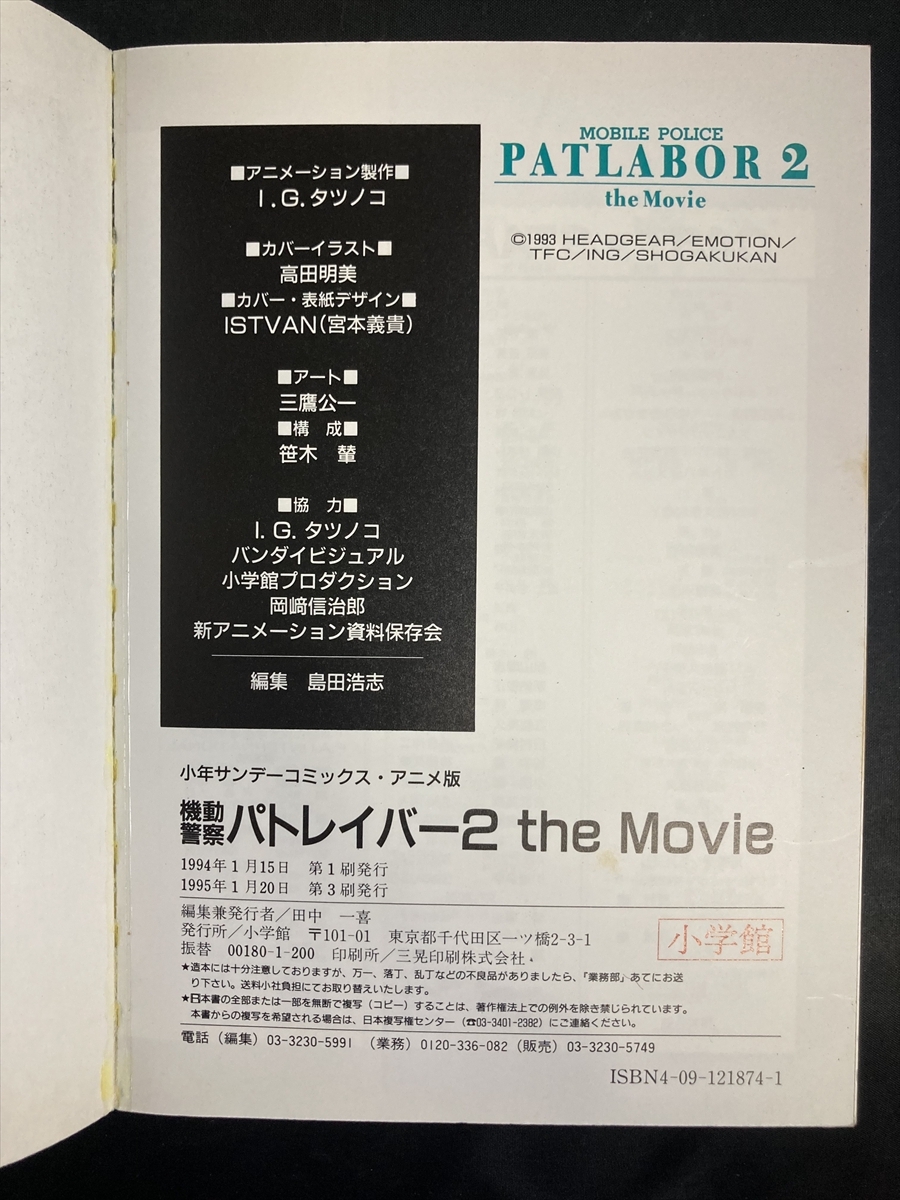 MOBILE POLICE
PATLABOR 2
the Movie
©1993 HEADGEAR/EMOTION/
TFC/ING/SHOGAKUKAN
■アニメーション製作■
I.G.タツノコ
■カバーイラスト■
高田明美
■カバー・表紙デザイン■
ISTVAN(宮本義貴)
■アート■
三鷹公一
■構 成■
笹木 輦
■協 力■
I.G.タツノコ
バンダイビジュアル
小学館プロダクション
岡﨑信治郎
新アニメーション資料保存会
編集 島田浩志
小年サンデーコミックス・アニメ版
機動警察パトレイバー2 the Movie
1994年1月15日 第1刷発行
1995年1月20日 第3刷発行
編集兼発行者/田中 一喜
発行所/小学館 〒101-01 東京都千代田区一ツ橋2-3-1
振替 00180-1-200 印刷所/三晃印刷株式会社
小学館
★造本には十分注意しておりますが、万一、落丁、乱丁などの不良品がありましたら、「業務部」あてにお送
り下さい。送料小社負担にてお取り替えいたします。
★日本書の全部または一部を無断で複写(コピー)することは、著作権法上での例外を除き禁じられています。
本書からの複写を希望される場合は、日本複写権センター(☎03-3401-2382)にご連絡ください。
電話(編集)03-3230-5991 (業務)0120-336-082(販売)03-3230-5749
ISBN4-09-121874-1